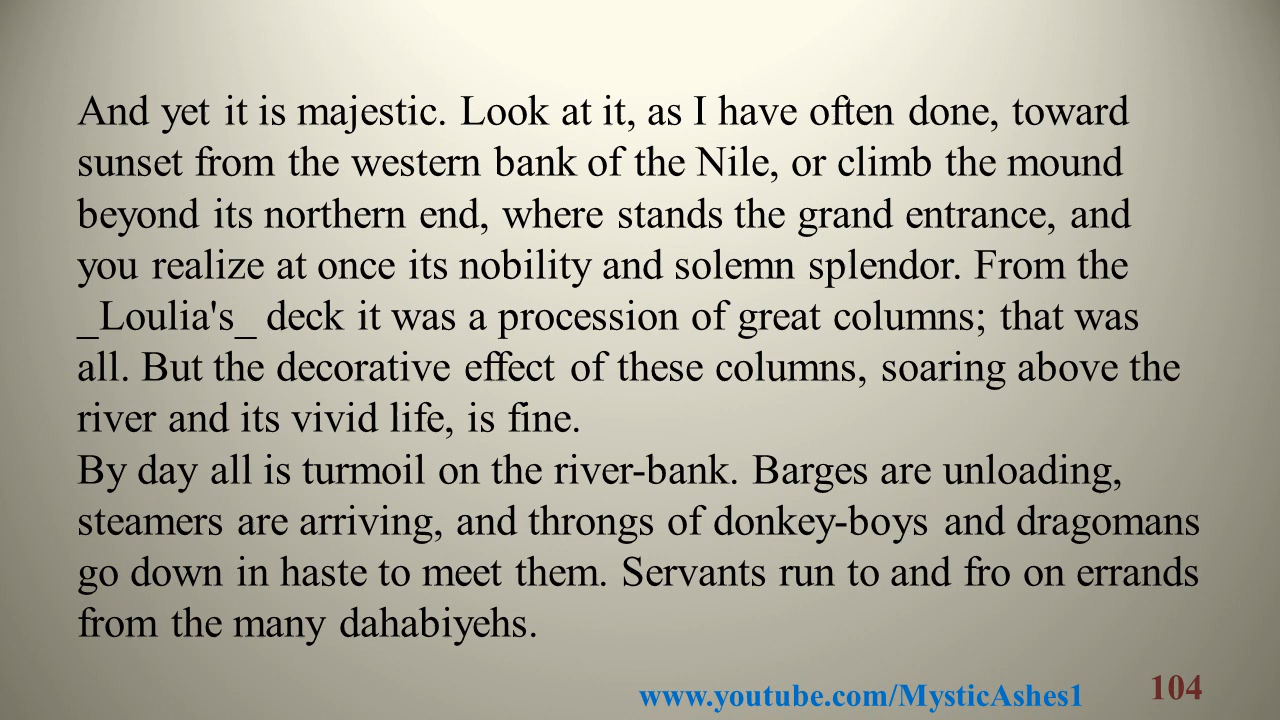 And yet it is majestic. Look at it, as I have often done, toward
sunset from the western bank of the Nile, or climb the mound
beyond its northern end, where stands the grand entrance, and
you realize at once its nobility and solemn splendor. From the
_Loulia's_ deck it was a procession of great columns; that was
all. But the decorative effect of these columns, soaring above the
river and its vivid life, is fine.
By day all is turmoil on the river-bank. Barges are unloading,
steamers are arriving, and throngs of donkey-boys and dragomans
go down in haste to meet them. Servants run to and fro on errands
from the many dahabiyehs.
www.youtube.com/MysticAshes1 104